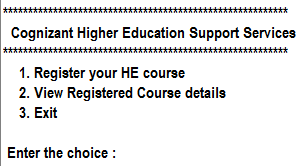 *********************************************************
Cognizant Higher Education Support Services
*********************************************************
1. Register your HE course
2. View Registered Course details
3. Exit
Enter the choice :